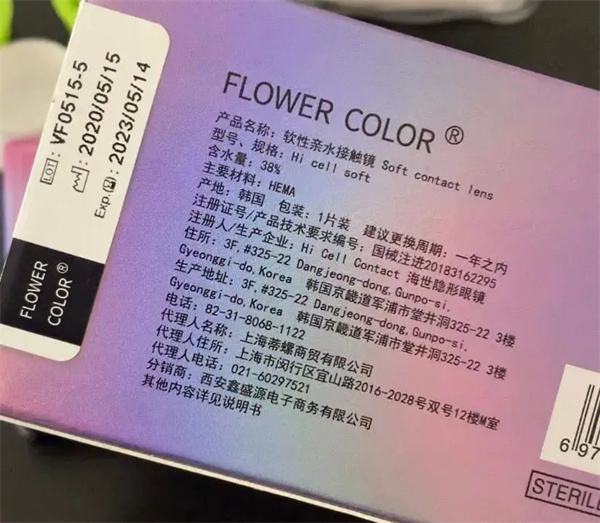 LOT: VF0515-5
2020/05/15
Exp. 2023/05/14
FLOWER
COLOR®
FLOWER COLOR®
产品名称: 软性亲水接触镜 Soft contact lens
型号、规格: Hi cell soft
含水量: 38%
主要材料: HEMA
产地: 韩国 包装: 1片装 建议更换周期: 一年之内
注册证号/产品技术要求编号: 国械注进20183162295
注册人/生产企业: Hi Cell Contact 海世隐形眼镜
住所: 3F,#325-22 Dangjeong-dong,Gunpo-si,
Gyeonggi-do,Korea 韩国京畿道军浦市堂井洞325-22 3楼
生产地址: 3F,#325-22 Dangjeong-dong,Gunpo-si,
Gyeonggi-do,Korea 韩国京畿道军浦市堂井洞325-22 3楼
电话: 82-31-8068-1122
代理人名称: 上海蒂螺商贸有限公司
代理人住所: 上海市闵行区宜山路2016-2028号双号12楼M室
代理人电话: 021-60297521
分销商: 西安鑫盛源电子商务有限公司
其他内容详见说明书
697
STERILE